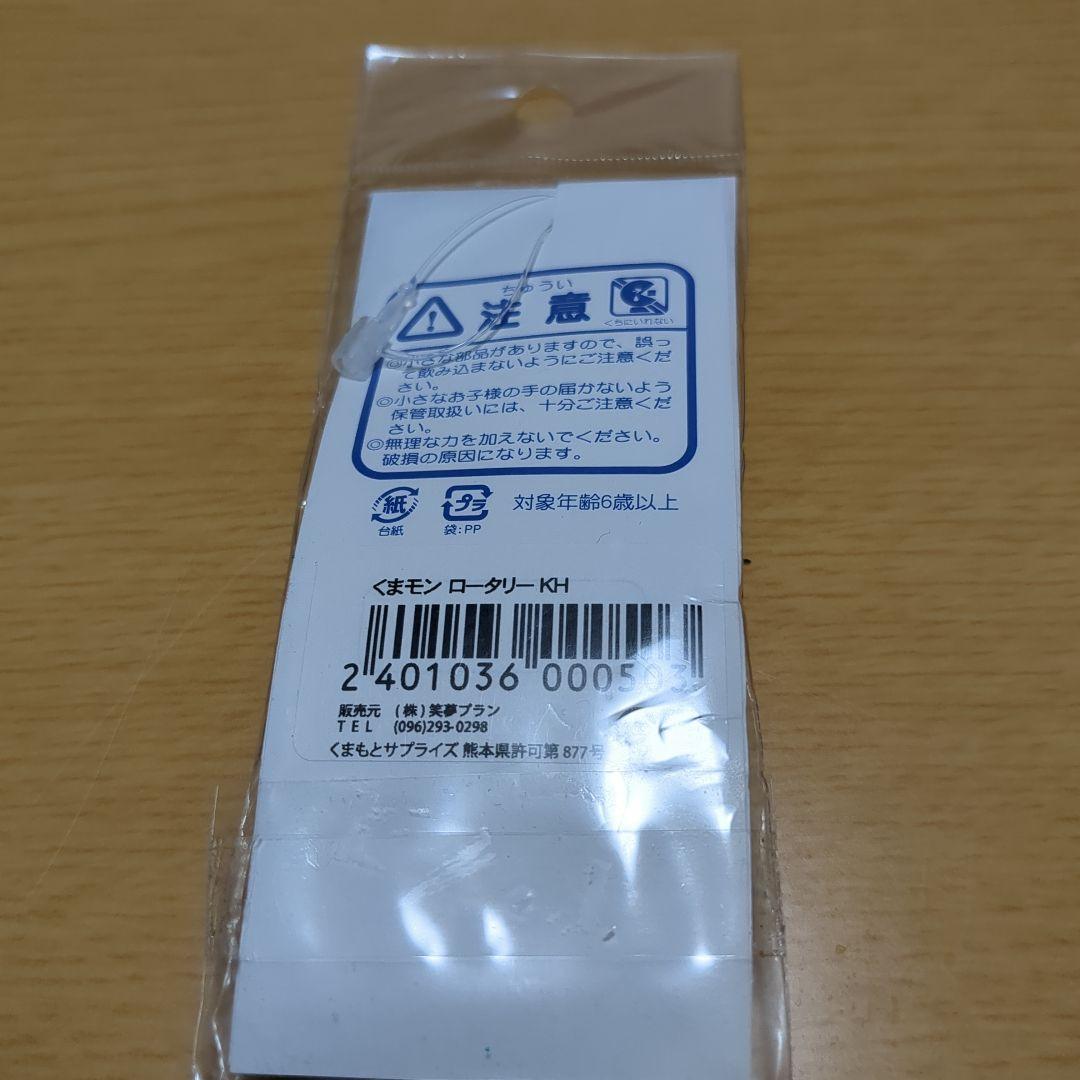 ちゅうい
注意
くちにいれない
◎小さな部品がありますので、誤っ
て飲み込まないようにご注意くだ
さい。
◎小さなお子様の手の届かないよう
保管取扱いには、十分ご注意くだ
さい。
◎無理な力を加えないでください。
破損の原因になります。
紙 プラ 対象年齢6歳以上
台紙 袋:PP
くまモン ロータリー KH
2 401036 000503
販売元 (株)笑夢プラン
TEL (096)293-0298
くまもとサプライズ 熊本県許可第877号